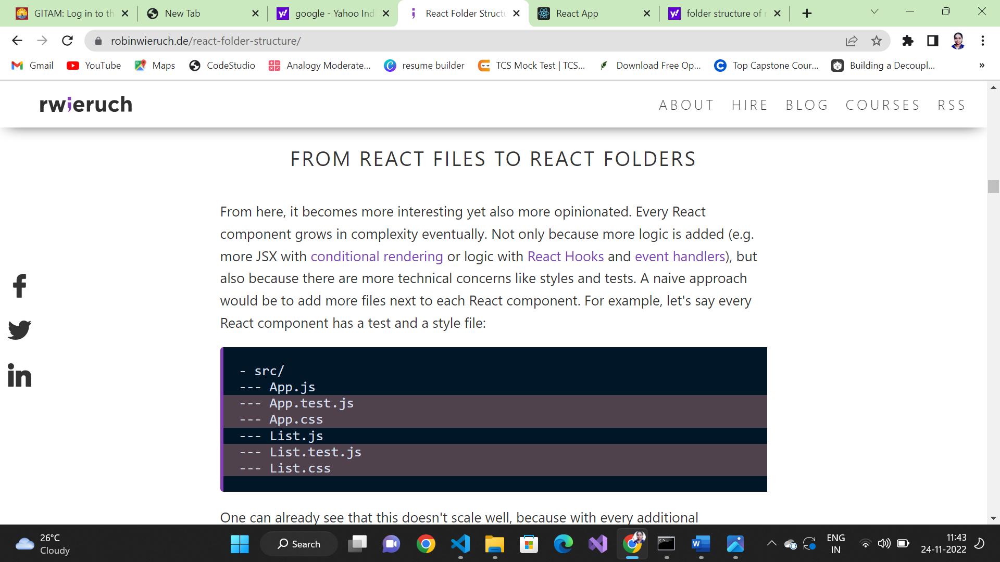 GITAM: Log in to th
New Tab
google - Yahoo Ind
React Folder Structu
React App
folder structure of r
robinwieruch.de/react-folder-structure/
Gmail
YouTube
Maps
CodeStudio
Analogy Moderate...
resume builder
TCS Mock Test | TCS...
Download Free Op...
Top Capstone Cour...
Building a Decoupl...
»
rwieruch
ABOUT
HIRE
BLOG
COURSES
RSS
FROM REACT FILES TO REACT FOLDERS
From here, it becomes more interesting yet also more opinionated. Every React
component grows in complexity eventually. Not only because more logic is added (e.g.
more JSX with conditional rendering or logic with React Hooks and event handlers), but
also because there are more technical concerns like styles and tests. A naive approach
would be to add more files next to each React component. For example, let's say every
React component has a test and a style file:
- src/
--- App.js
--- App.test.js
--- App.css
--- List.js
--- List.test.js
--- List.css
One can already see that this doesn't scale well, because with every additional
26°C
Cloudy
Search
ENG
IN
11:43
24-11-2022